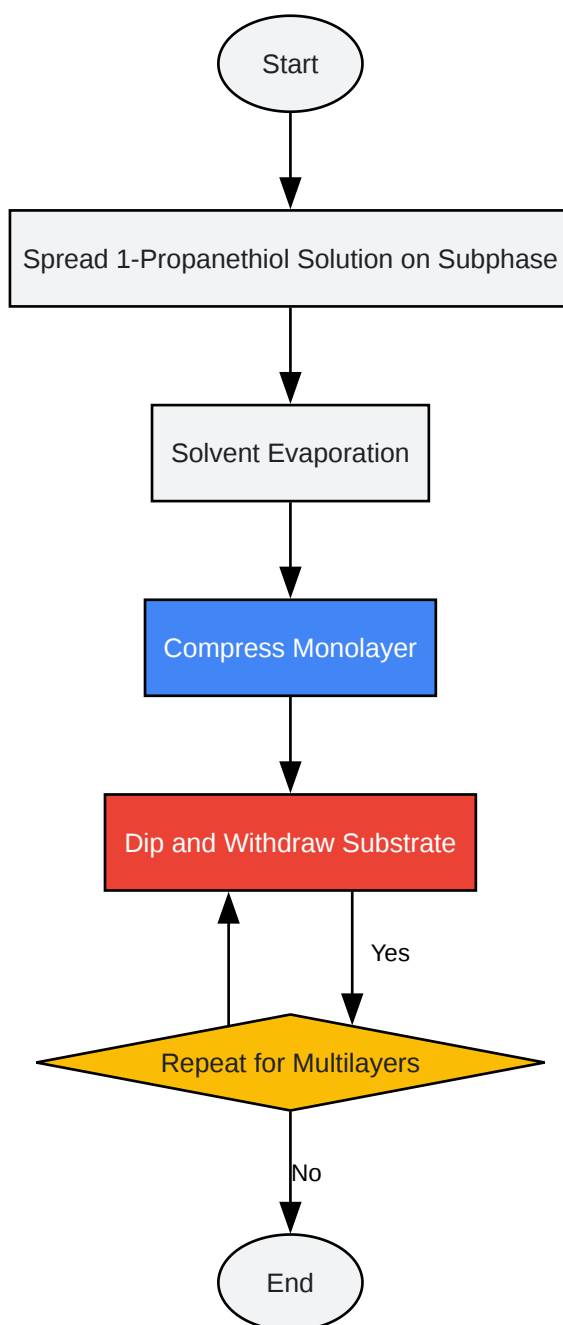 Start
Spread 1-Propanethiol Solution on Subphase
Solvent Evaporation
Compress Monolayer
Dip and Withdraw Substrate
Yes
Repeat for Multilayers
No
End